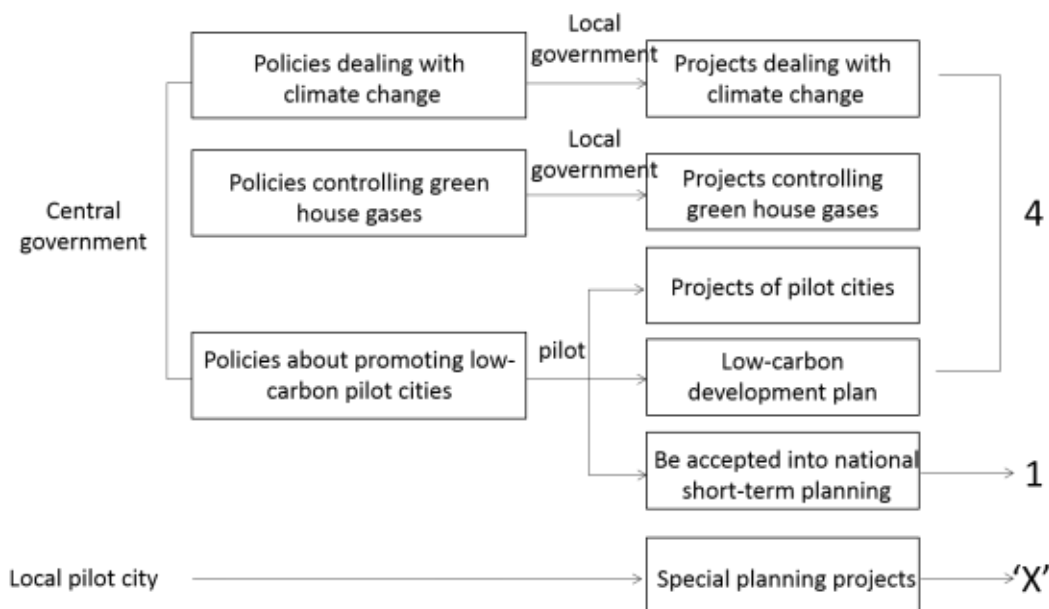 Local
government
Policies dealing with
climate change
Projects dealing with
climate change
Local
government
Policies controlling green
house gases
Projects controlling
green house gases
Central
government
4
Projects of pilot cities
Policies about promoting low-
carbon pilot cities
pilot
Low-carbon
development plan
Be accepted into national
short-term planning
1
Local pilot city
Special planning projects
‘X’